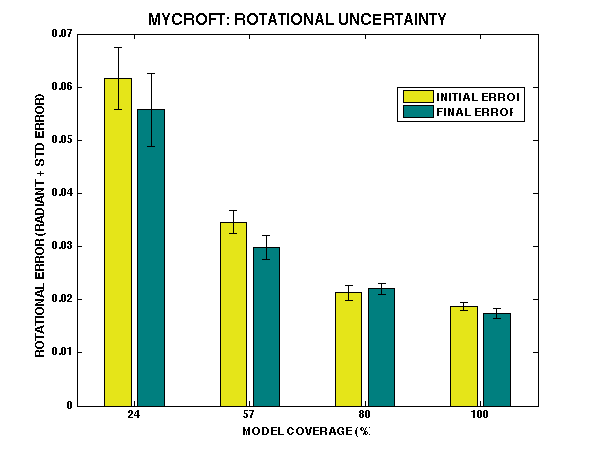 MYCROFT: ROTATIONAL UNCERTAINTY
ROTATIONAL ERROR (RADIANT + STD ERROR)
0.07
0.06
0.05
0.04
0.03
0.02
0.01
0
INITIAL ERROI
FINAL ERROF
24 57 80 100
MODEL COVERAGE (%